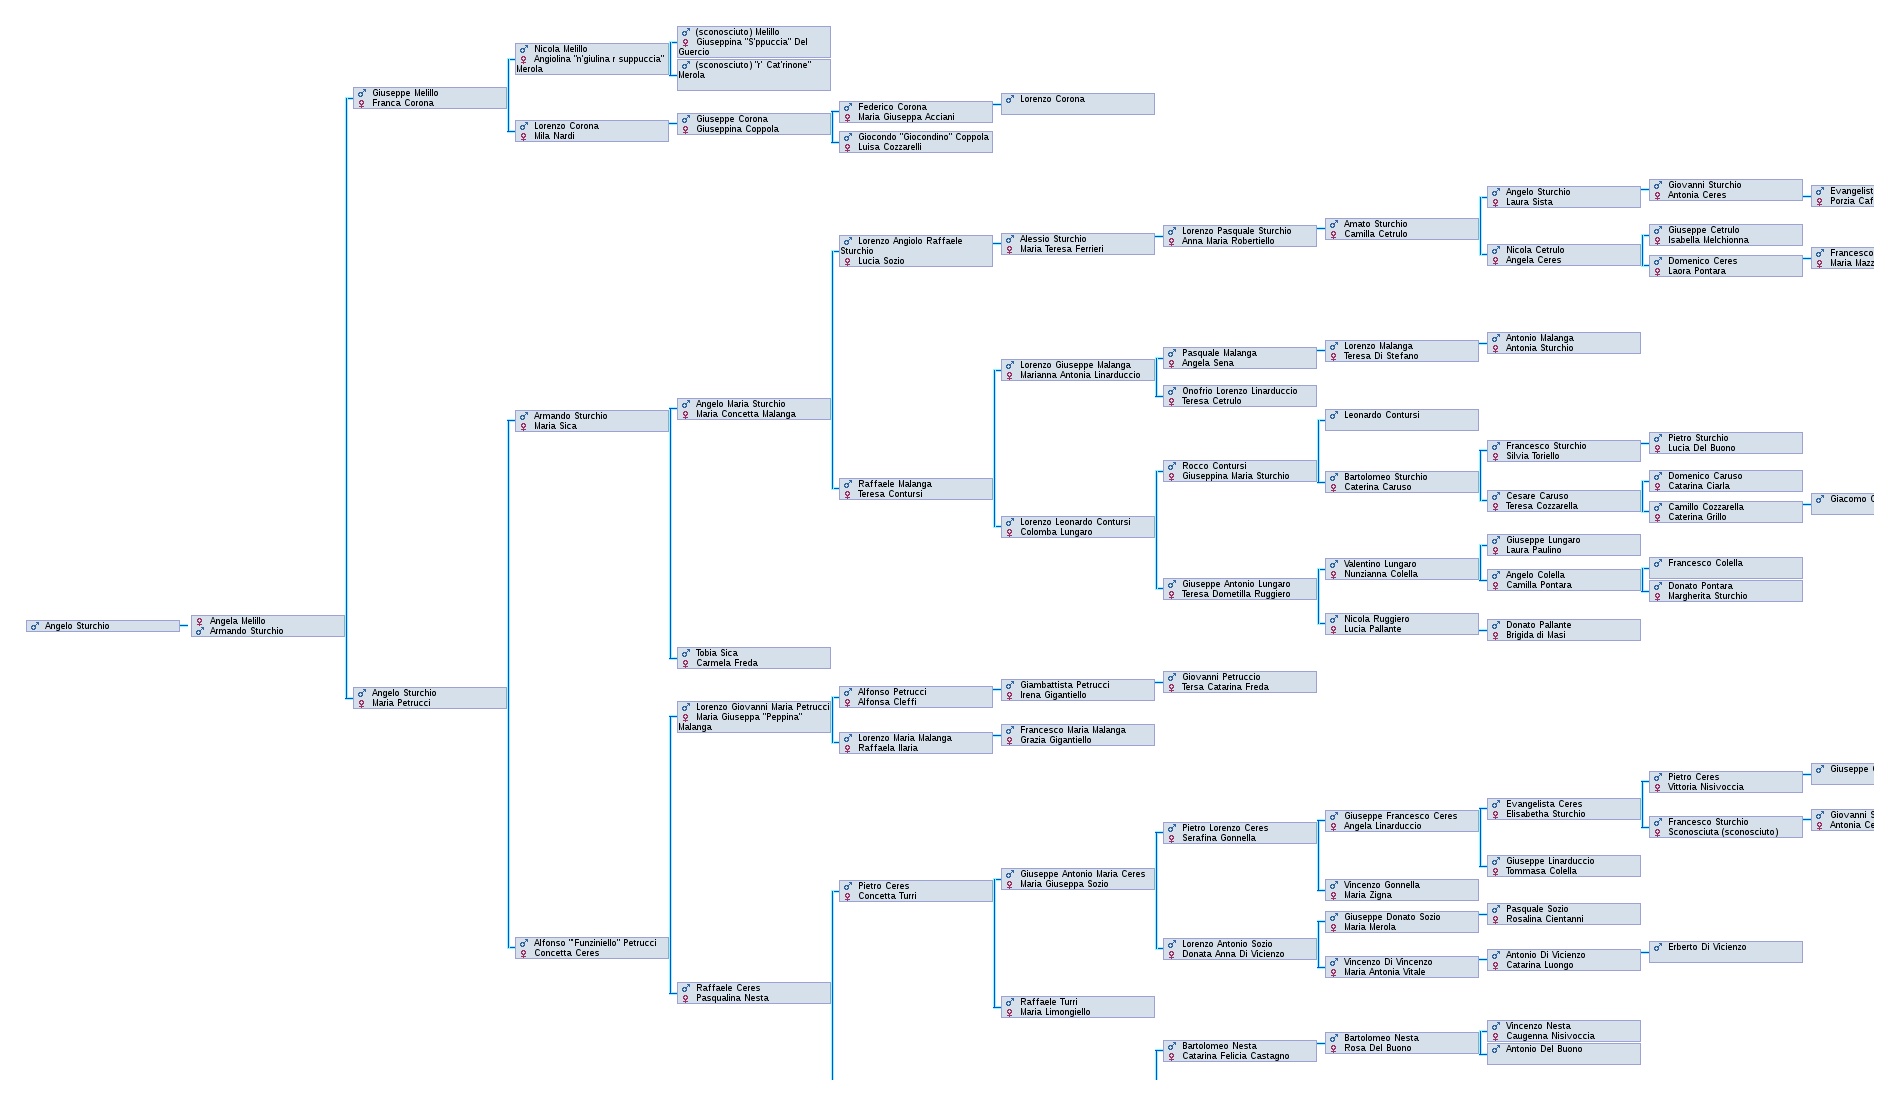 Angelo Sturchio
Angela Melillo
Armando Sturchio
Giuseppe Melillo
Franca Corona
Angelo Sturchio
Maria Petrucci
Nicola Melillo
Angiolina "n'giulina r suppuccia"
Merola
Lorenzo Corona
Mila Nardi
Armando Sturchio
Maria Sica
Alfonso "'Funziniello" Petrucci
Concetta Ceres
(sconosciuto) Melillo
Giuseppina "S'ppuccia" Del
Guercio
(sconosciuto) "r' Cat'rinone"
Merola
Giuseppe Corona
Giuseppina Coppola
Angelo Maria Sturchio
Maria Concetta Malanga
Tobia Sica
Carmela Freda
Lorenzo Giovanni Maria Petrucci
Maria Giuseppa "Peppina"
Malanga
Raffaele Ceres
Pasqualina Nesta
Federico Corona
Maria Giuseppa Acciani
Giocondo "Giocondino" Coppola
Luisa Cozzarelli
Lorenzo Angiolo Raffaele
Sturchio
Lucia Sozio
Raffaele Malanga
Teresa Contursi
Alfonso Petrucci
Alfonsa Cleffi
Lorenzo Maria Malanga
Raffaela Ilaria
Pietro Ceres
Concetta Turri
Lorenzo Corona
Alessio Sturchio
Maria Teresa Ferrieri
Lorenzo Giuseppe Malanga
Marianna Antonia Linarduccio
Lorenzo Leonardo Contursi
Colomba Lungaro
Giambattista Petrucci
Irena Gigantiello
Francesco Maria Malanga
Grazia Gigantiello
Giuseppe Antonio Maria Ceres
Maria Giuseppa Sozio
Raffaele Turri
Maria Limongiello
Lorenzo Pasquale Sturchio
Anna Maria Robertiello
Pasquale Malanga
Angela Sena
Onofrio Lorenzo Linarduccio
Teresa Cetrulo
Rocco Contursi
Giuseppina Maria Sturchio
Giuseppe Antonio Lungaro
Teresa Dometilla Ruggiero
Giovanni Petruccio
Tersa Catarina Freda
Pietro Lorenzo Ceres
Serafina Gonnella
Lorenzo Antonio Sozio
Donata Anna Di Vicienzo
Bartolomeo Nesta
Catarina Felicia Castagno
Amato Sturchio
Camilla Cetrulo
Lorenzo Malanga
Teresa Di Stefano
Leonardo Contursi
Bartolomeo Sturchio
Caterina Caruso
Valentino Lungaro
Nunzianna Colella
Nicola Ruggiero
Lucia Pallante
Giuseppe Francesco Ceres
Angela Linarduccio
Vincenzo Gonnella
Maria Zigna
Giuseppe Donato Sozio
Maria Merola
Vincenzo Di Vincenzo
Maria Antonia Vitale
Bartolomeo Nesta
Rosa Del Buono
Angelo Sturchio
Laura Sista
Nicola Cetrulo
Angela Ceres
Antonio Malanga
Antonia Sturchio
Francesco Sturchio
Silvia Toriello
Cesare Caruso
Teresa Cozzarella
Giuseppe Lungaro
Laura Paulino
Angelo Colella
Camilla Pontara
Donato Pallante
Brigida di Masi
Evangelista Ceres
Elisabetha Sturchio
Giuseppe Linarduccio
Tommasa Colella
Pasquale Sozio
Rosalina Cientanni
Antonio Di Vicienzo
Catarina Luongo
Vincenzo Nesta
Caugenna Nisivoccia
Antonio Del Buono
Giovanni Sturchio
Antonia Ceres
Giuseppe Cetrulo
Isabella Melchionna
Domenico Ceres
Laora Pontara
Pietro Sturchio
Lucia Del Buono
Domenico Caruso
Catarina Ciarla
Camillo Cozzarella
Caterina Grillo
Francesco Colella
Donato Pontara
Margherita Sturchio
Pietro Ceres
Vittoria Nisivoccia
Francesco Sturchio
Sconosciuta (sconosciuto)
Erberto Di Vicienzo
Evangelist
Porzia Caf
Francesco
Maria Mazz
Giacomo
Giuseppe
Giovanni S
Antonia Ce